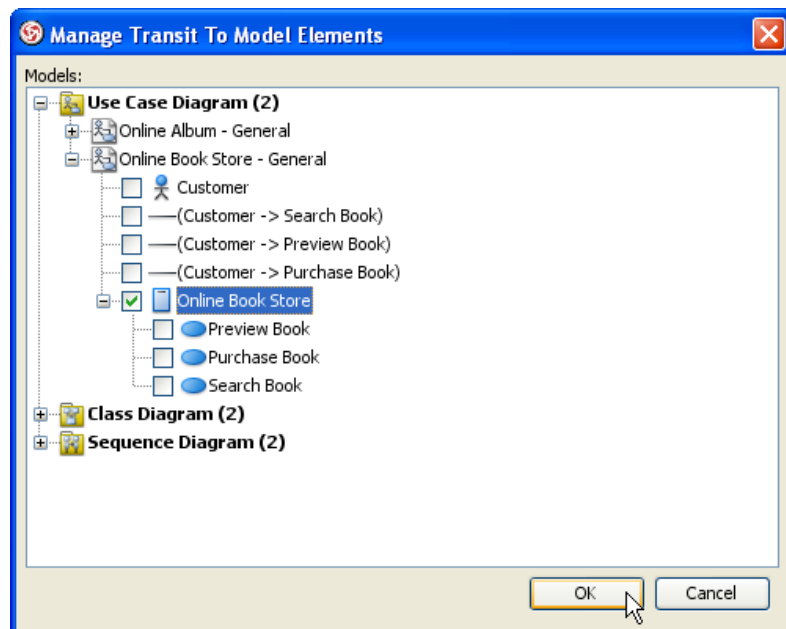 Manage Transit To Model Elements
Models:
Use Case Diagram (2)
Online Album - General
Online Book Store - General
Customer
(Customer -> Search Book)
(Customer -> Preview Book)
(Customer -> Purchase Book)
Online Book Store
Preview Book
Purchase Book
Search Book
Class Diagram (2)
Sequence Diagram (2)
OK Cancel